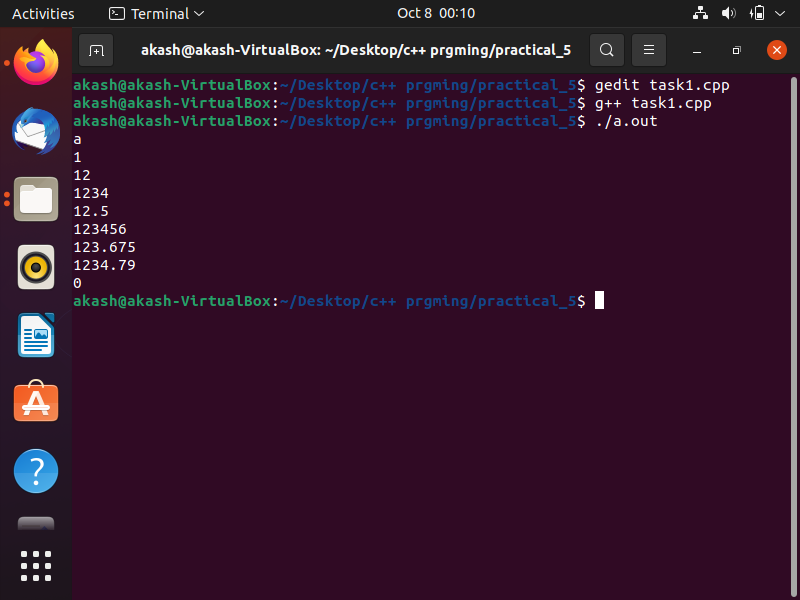 Activities Terminal Oct 8 00:10
akash@akash-VirtualBox: ~/Desktop/c++ prgming/practical_5
akash@akash-VirtualBox:~/Desktop/c++ prgming/practical_5$ gedit task1.cpp
akash@akash-VirtualBox:~/Desktop/c++ prgming/practical_5$ g++ task1.cpp
akash@akash-VirtualBox:~/Desktop/c++ prgming/practical_5$ ./a.out
a
1
12
1234
12.5
123456
123.675
1234.79
0
akash@akash-VirtualBox:~/Desktop/c++ prgming/practical_5$